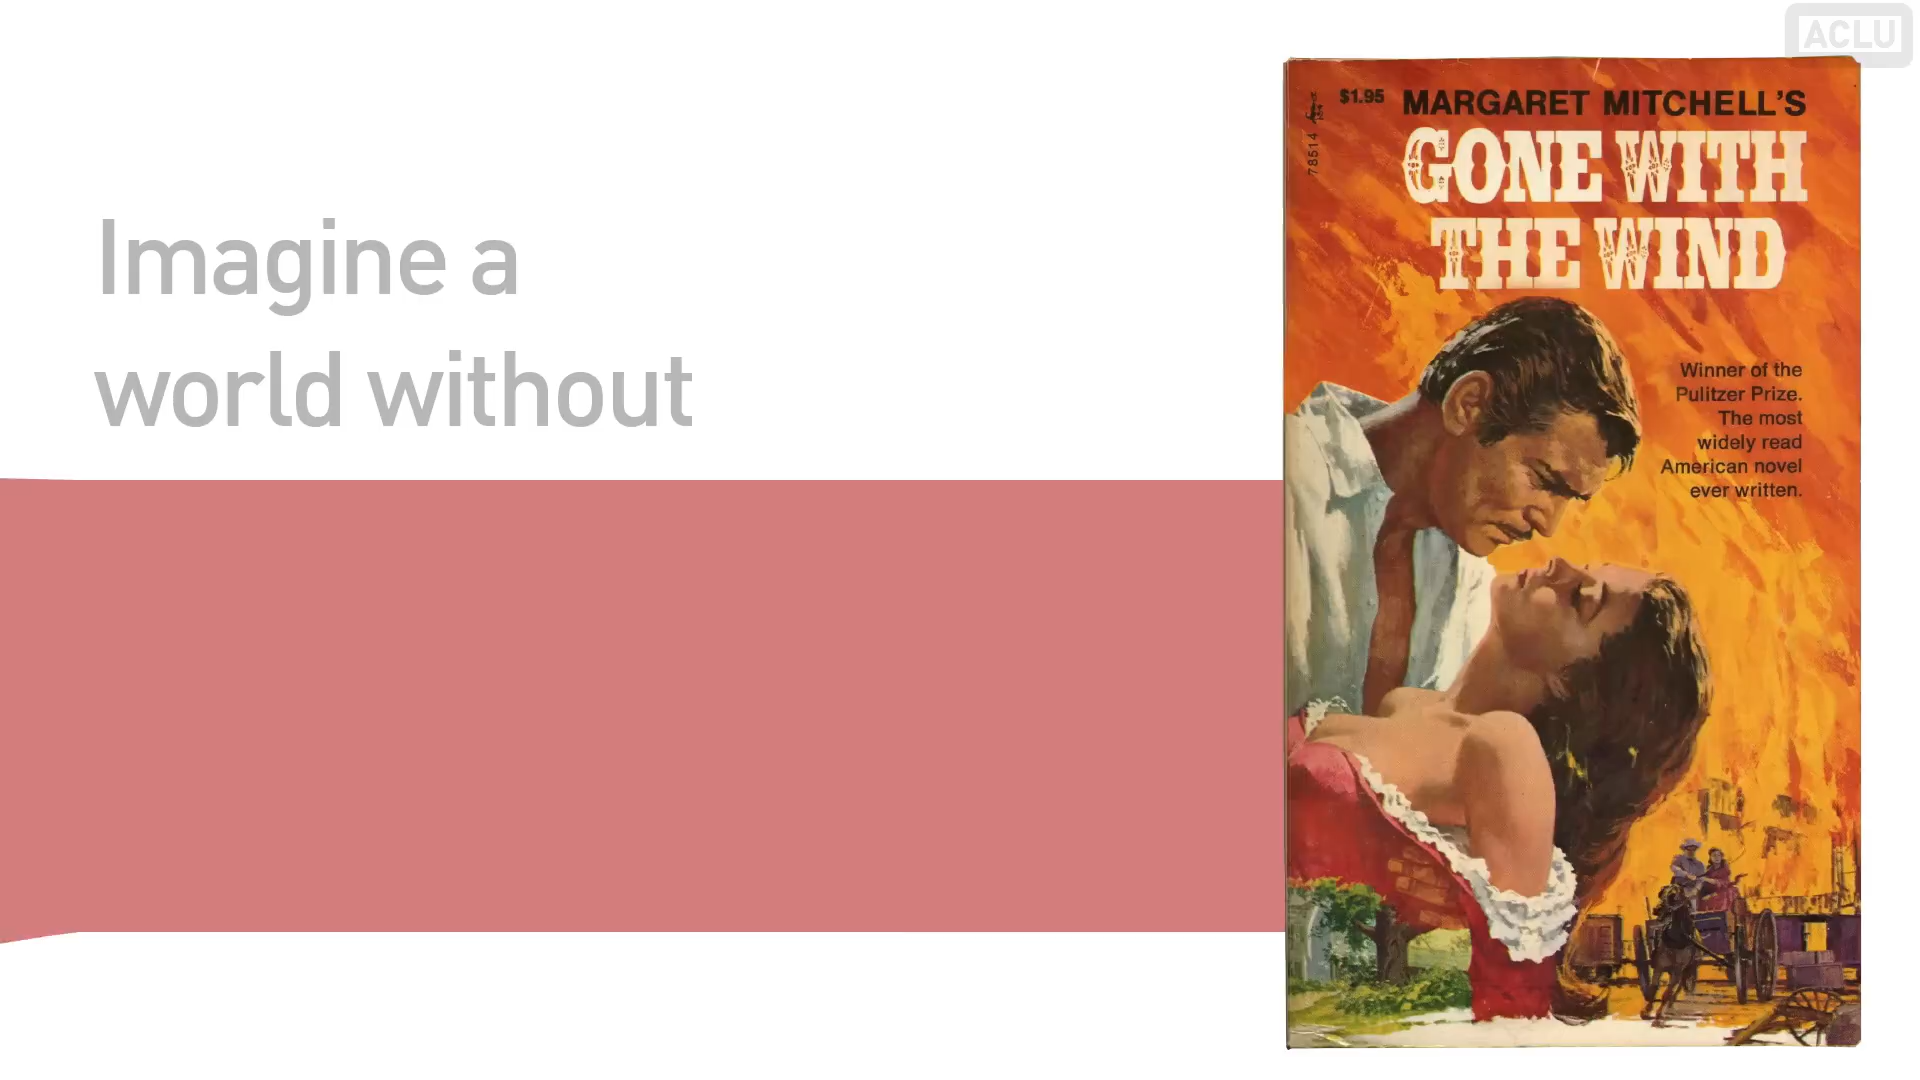 ACLU
Imagine a
world without
$1.95
78514
MARGARET MITCHELL'S
GONE WITH
THE WIND
Winner of the
Pulitzer Prize.
The most
widely read
American novel
ever written.